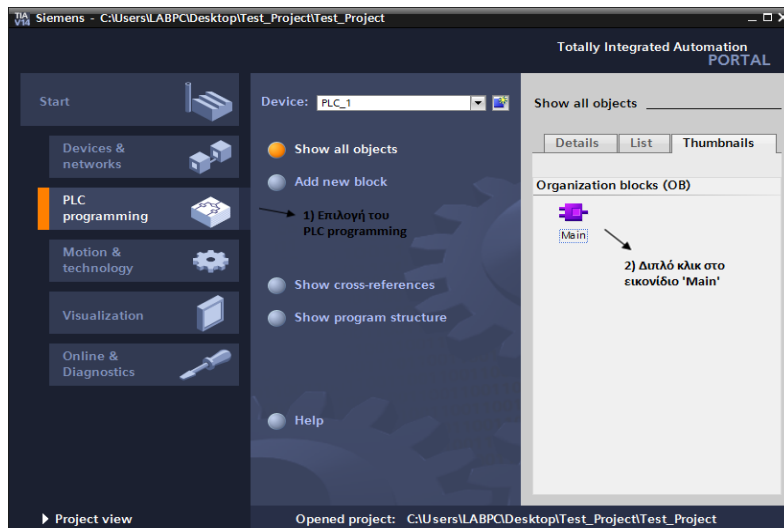 TIA V14 Siemens - C:\Users\LABPC\Desktop\Test_Project\Test_Project
Totally Integrated Automation
PORTAL
Start
Devices &
networks
PLC
programming
Motion &
technology
Visualization
Online &
Diagnostics
Project view
Device: PLC_1
Show all objects
Add new block
1) Επιλογή του
PLC programming
Show cross-references
Show program structure
Help
Show all objects
Details List Thumbnails
Organization blocks (OB)
Main
2) Διπλό κλικ στο
εικονίδιο 'Main'
Opened project: C:\Users\LABPC\Desktop\Test_Project\Test_Project